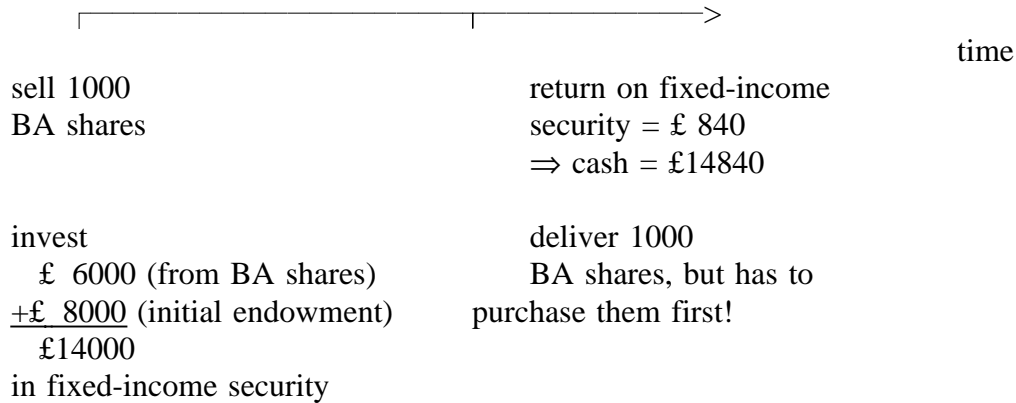 time
sell 1000
BA shares
return on fixed-income
security = £ 840
⇒ cash = £14840
invest
£ 6000 (from BA shares)
+£ 8000 (initial endowment)
£14000
in fixed-income security
deliver 1000
BA shares, but has to
purchase them first!